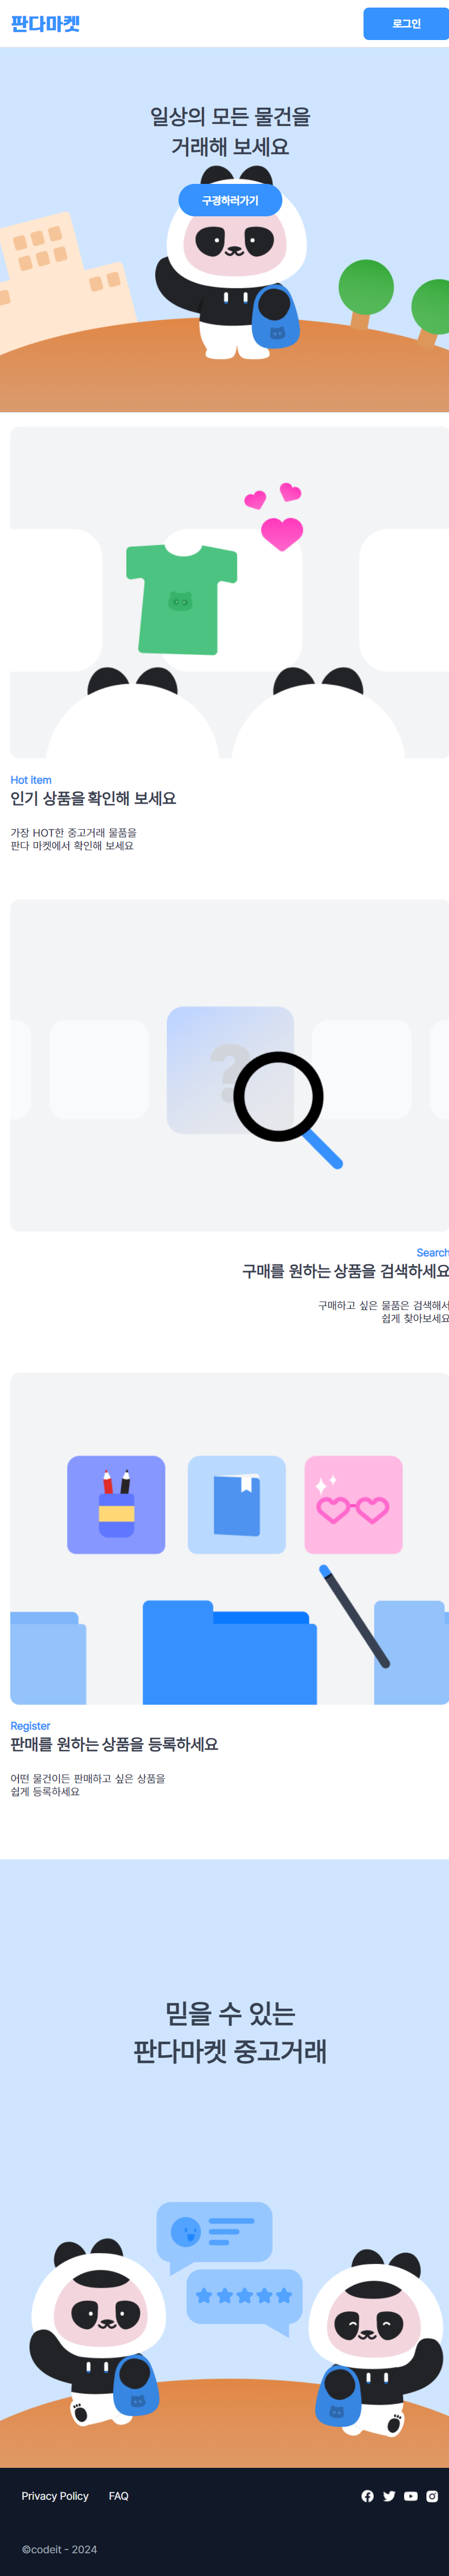 판다마켓
로그인
일상의 모든 물건을
거래해 보세요
구경하러가기
Hot item
인기 상품을 확인해 보세요
가장 HOT한 중고거래 물품을
판다 마켓에서 확인해 보세요
?
Search
구매를 원하는 상품을 검색하세요
구매하고 싶은 물품은 검색해서
쉽게 찾아보세요
Register
판매를 원하는 상품을 등록하세요
어떤 물건이든 판매하고 싶은 상품을
쉽게 등록하세요
믿을 수 있는
판다마켓 중고거래
Privacy Policy FAQ
©codeit - 2024